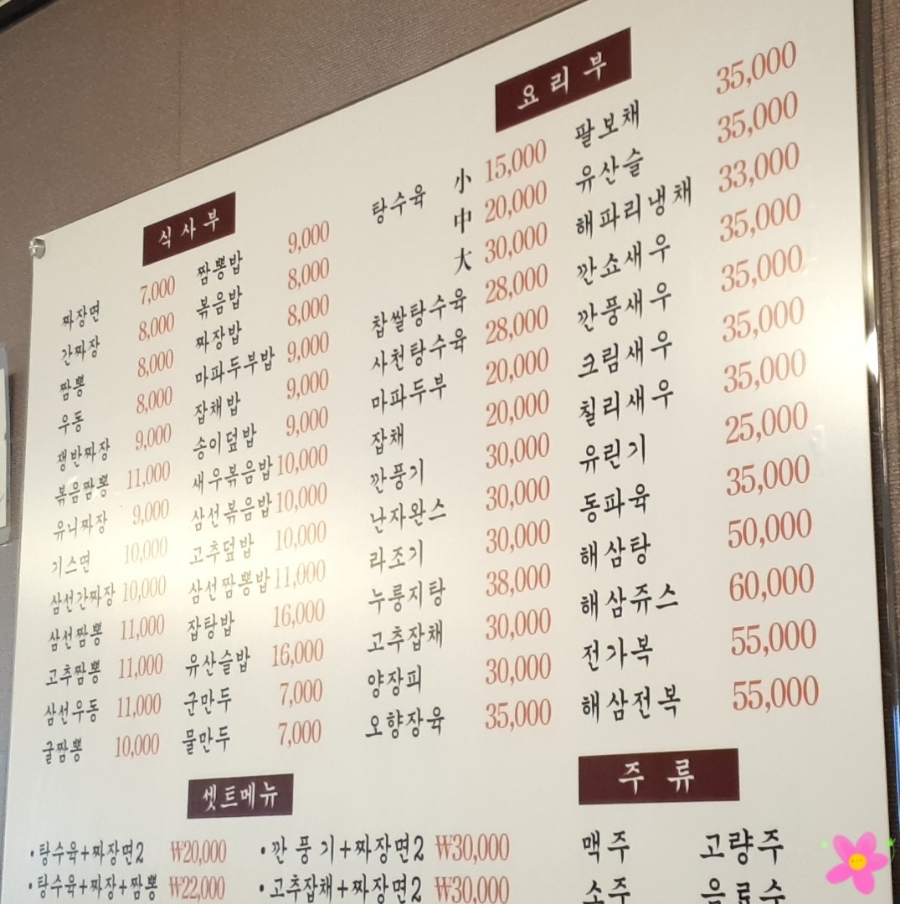 식사부
짜장면 7,000
간짜장 8,000
짬뽕 8,000
우동 8,000
쟁반짜장 9,000
볶음짬뽕 11,000
유니짜장 9,000
기스면 10,000
삼선간짜장 10,000
삼선짬뽕 11,000
고추짬뽕 11,000
삼선우동 11,000
굴짬뽕 10,000
짬뽕밥 9,000
볶음밥 8,000
짜장밥 8,000
마파두부밥 9,000
잡채밥 9,000
송이덮밥 9,000
새우볶음밥 10,000
삼선볶음밥 10,000
고추덮밥 10,000
삼선짬뽕밥 11,000
잡탕밥 16,000
유산슬밥 16,000
군만두 7,000
물만두 7,000
요리부
탕수육 小 15,000
中 20,000
大 30,000
찹쌀탕수육 28,000
사천탕수육 28,000
마파두부 20,000
잡채 20,000
깐풍기 30,000
난자완스 30,000
라조기 30,000
누룽지탕 38,000
고추잡채 30,000
양장피 30,000
오향장육 35,000
팔보채 35,000
유산슬 35,000
해파리냉채 33,000
깐쇼새우 35,000
깐풍새우 35,000
크림새우 35,000
칠리새우 35,000
유린기 25,000
동파육 35,000
해삼탕 50,000
해삼쥬스 60,000
전가복 55,000
해삼전복 55,000
셋트메뉴
·탕수육+짜장면2 ₩20,000
·탕수육+짜장+짬뽕 ₩22,000
·깐풍기+짜장면2 ₩30,000
·고추잡채+짜장면2 ₩30,000
주류
맥주 고량주
소주 음료수